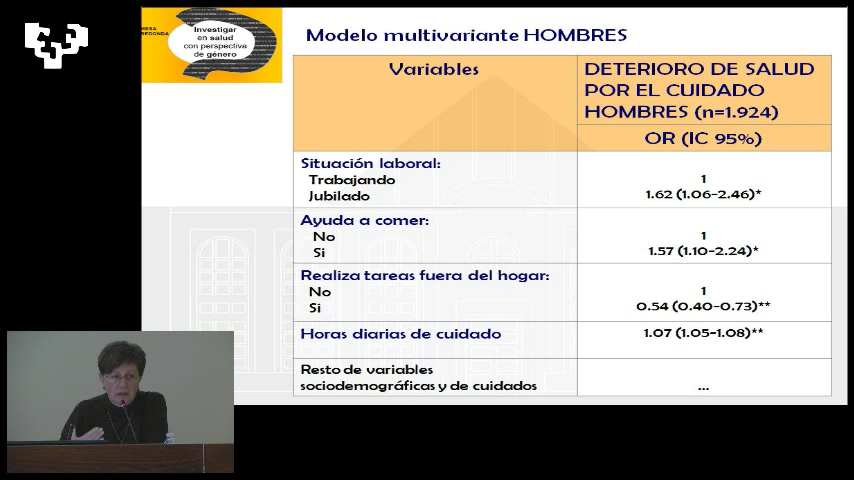 MESA
REDONDA
Investigar
en salud
con perspectiva
de género
Modelo multivariante HOMBRES
Variables
DETERIORO DE SALUD
POR EL CUIDADO
HOMBRES (n=1.924)
OR (IC 95%)
Situación laboral:
Trabajando 1
Jubilado 1.62 (1.06-2.46)*
Ayuda a comer:
No 1
Si 1.57 (1.10-2.24)*
Realiza tareas fuera del hogar:
No 1
Si 0.54 (0.40-0.73)**
Horas diarias de cuidado 1.07 (1.05-1.08)**
Resto de variables
sociodemográficas y de cuidados ...